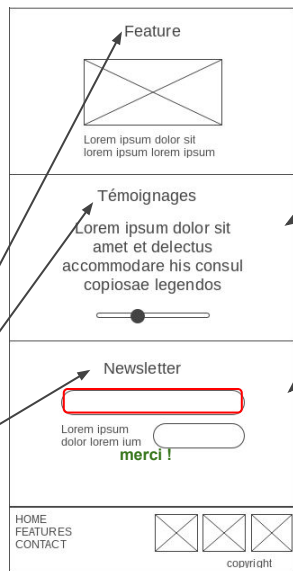 Feature
Lorem ipsum dolor sit
lorem ipsum lorem ipsum
Témoignages
Lorem ipsum dolor sit
amet et delectus
accommodare his consul
copiosae legendos
Newsletter
Lorem ipsum
dolor lorem ium
merci !
HOME
FEATURES
CONTACT
copyright